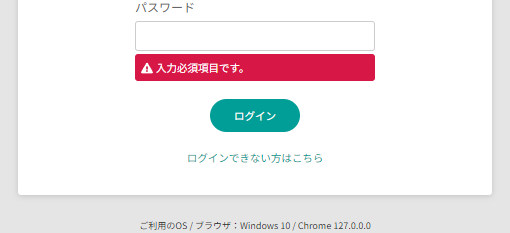 パスワード
入力必須項目です。
ログイン
ログインできない方はこちら
ご利用のOS / ブラウザ：Windows 10 / Chrome 127.0.0.0